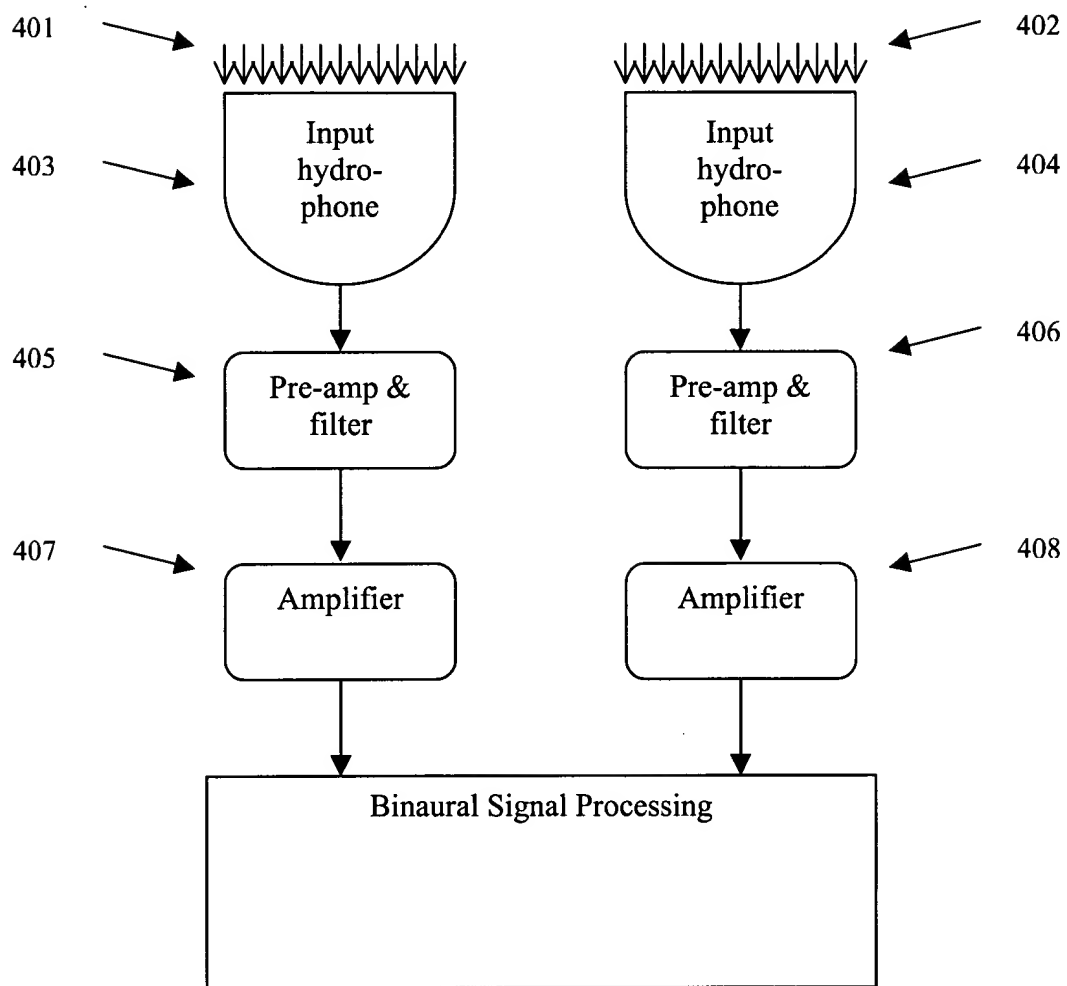 401
402
Input
hydro-
phone
Input
hydro-
phone
403
404
405
406
Pre-amp &
filter
Pre-amp &
filter
407
408
Amplifier
Amplifier
Binaural Signal Processing